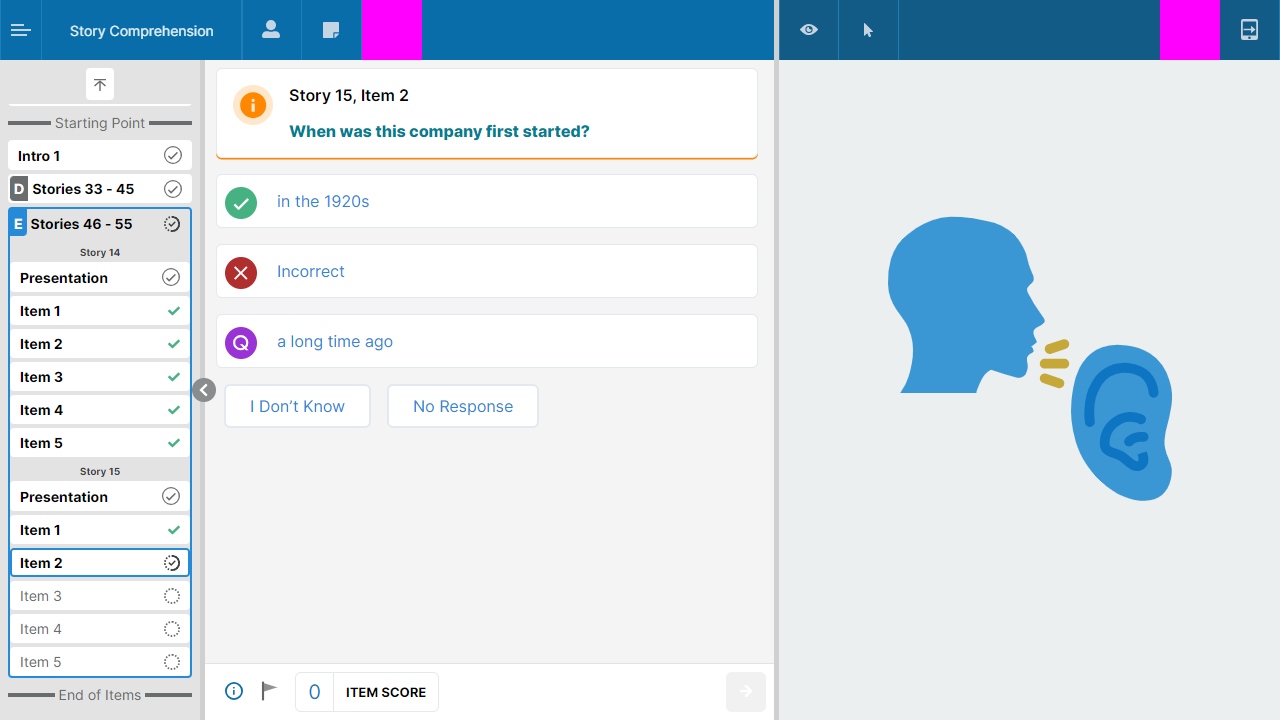 Story Comprehension
Starting Point
Intro 1
D Stories 33 - 45
E Stories 46 - 55
Story 14
Presentation
Item 1
Item 2
Item 3
Item 4
Item 5
Story 15
Presentation
Item 1
Item 2
Item 3
Item 4
Item 5
End of Items
Story 15, Item 2
When was this company first started?
in the 1920s
Incorrect
Q a long time ago
I Don’t Know No Response
0 ITEM SCORE